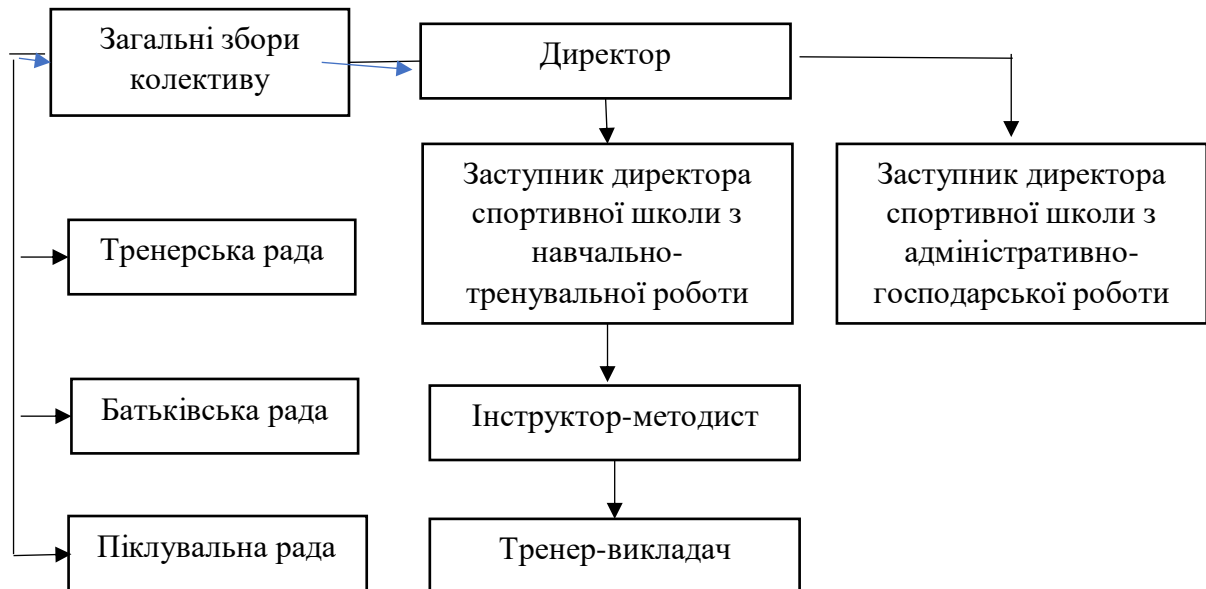 Загальні збори
колективу
Директор
Заступник директора
спортивної школи з
навчально-
тренувальної роботи
Заступник директора
спортивної школи з
адміністративно-
господарської роботи
Тренерська рада
Батьківська рада
Інструктор-методист
Піклувальна рада
Тренер-викладач